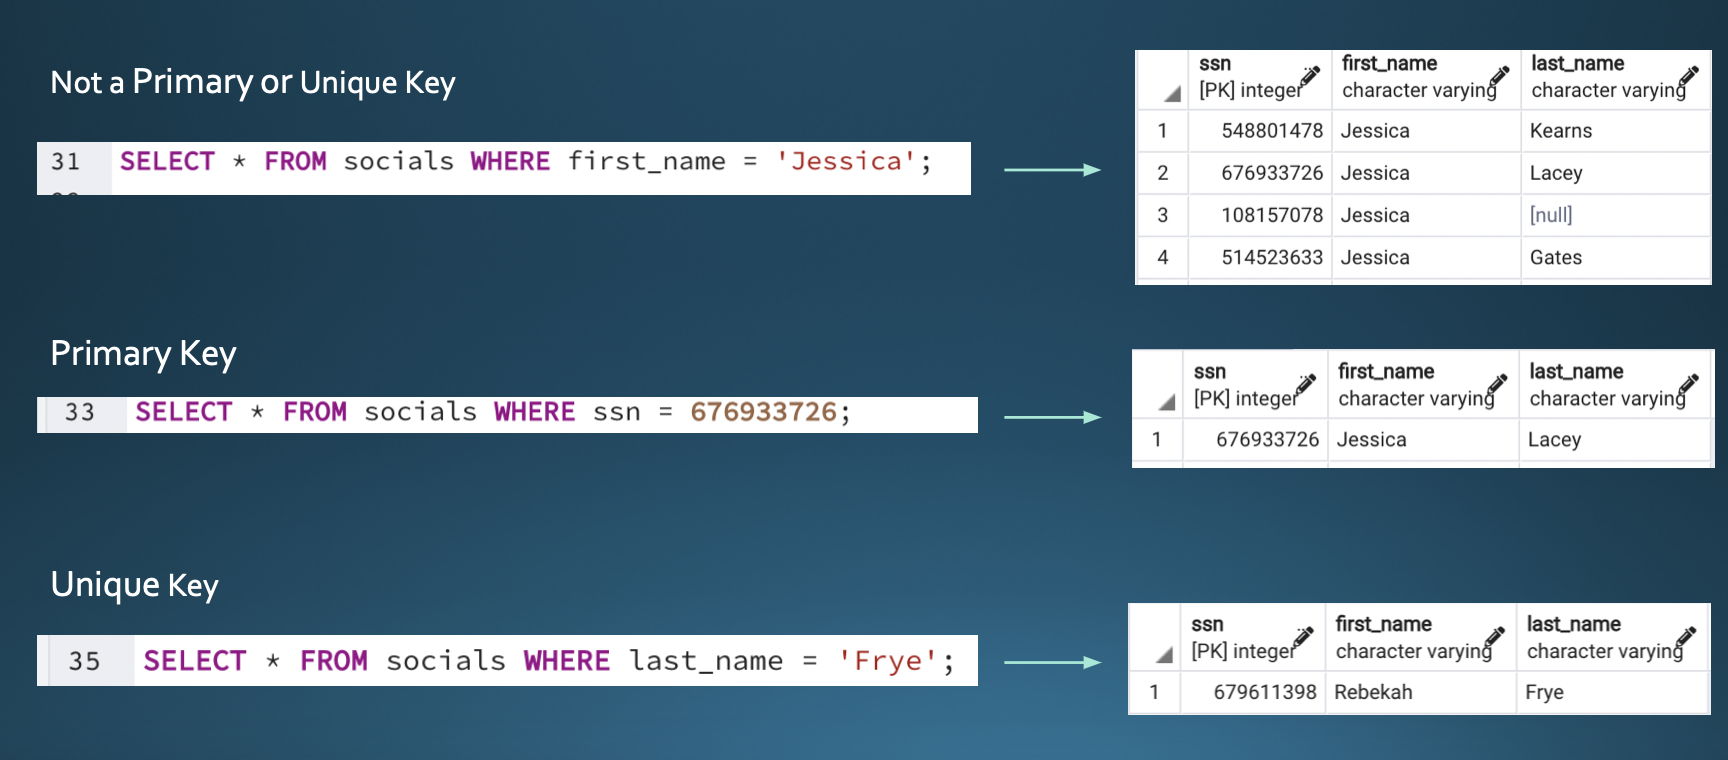 Not a Primary or Unique Key
31 SELECT * FROM socials WHERE first_name = 'Jessica';
ssn first_name last_name
[PK] integer character varying character varying
1 548801478 Jessica Kearns
2 676933726 Jessica Lacey
3 108157078 Jessica [null]
4 514523633 Jessica Gates
Primary Key
33 SELECT * FROM socials WHERE ssn = 676933726;
ssn first_name last_name
[PK] integer character varying character varying
1 676933726 Jessica Lacey
Unique Key
35 SELECT * FROM socials WHERE last_name = 'Frye';
ssn first_name last_name
[PK] integer character varying character varying
1 679611398 Rebekah Frye